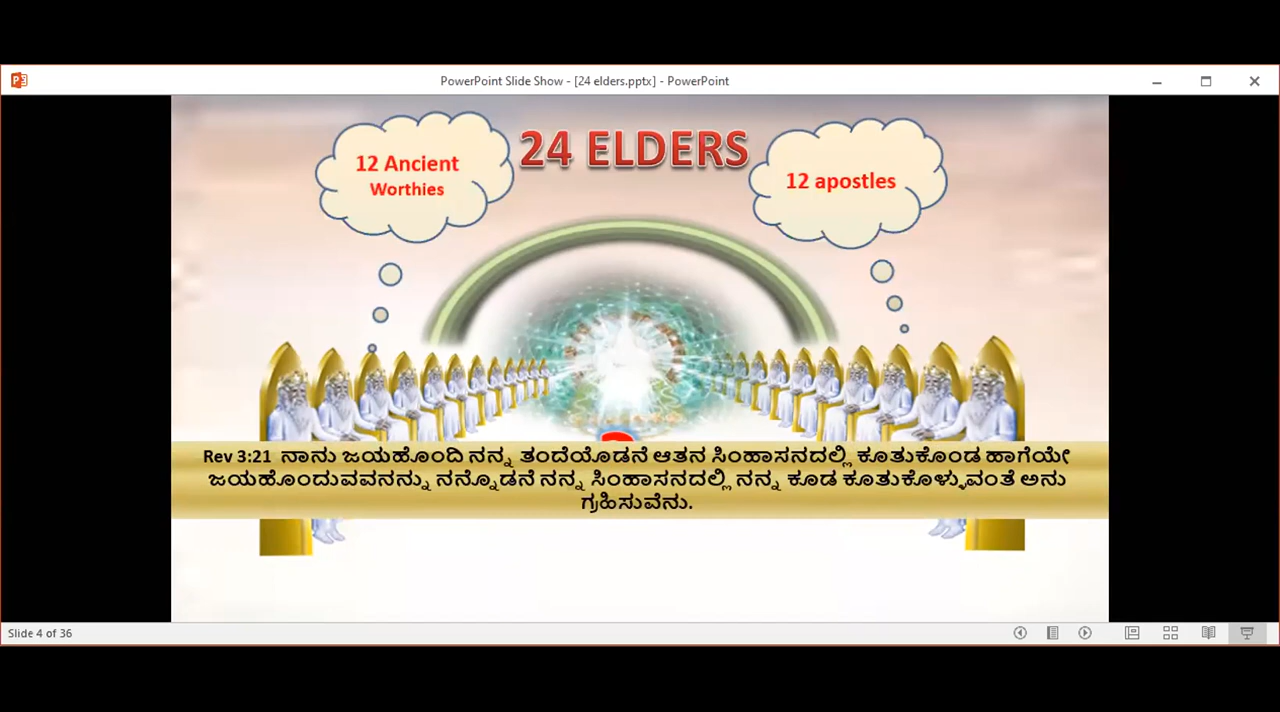 PowerPoint Slide Show - [24 elders.pptx] - PowerPoint
24 ELDERS
12 Ancient
Worthies
12 apostles
Rev 3:21 ನಾನು ಜಯಹೊಂದಿ ನನ್ನ ತಂದೆಯೊಡನೆ ಆತನ ಸಿಂಹಾಸನದಲ್ಲಿ ಕೂತುಕೊಂಡ ಹಾಗೆಯೇ
ಜಯಹೊಂದುವವನನ್ನು ನನ್ನೊಡನೆ ನನ್ನ ಸಿಂಹಾಸನದಲ್ಲಿ ನನ್ನ ಕೂಡ ಕೂತುಕೊಳ್ಳುವಂತೆ ಅನು
ಗ್ರಹಿಸುವೆನು.
Slide 4 of 36